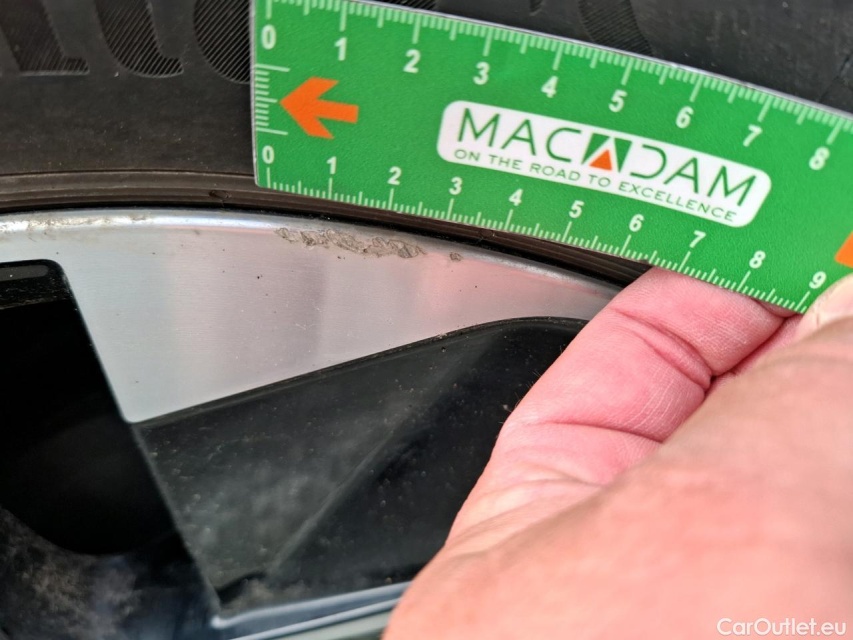 0 1 2 3 4 5 6 7 8
MACADAM
ON THE ROAD TO EXCELLENCE
0 1 2 3 4 5 6 7 8 9
CarOutlet.eu